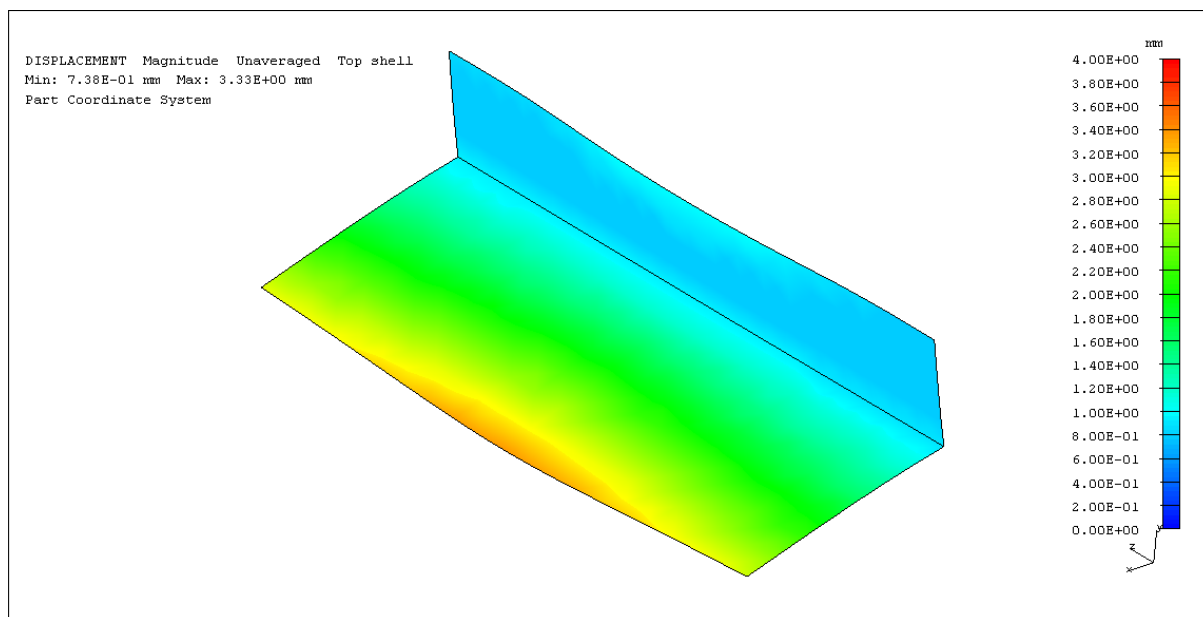 DISPLACEMENT Magnitude Unaveraged Top shell
Min: 7.38E-01 mm Max: 3.33E+00 mm
Part Coordinate System
mm
4.00E+00
3.80E+00
3.60E+00
3.40E+00
3.20E+00
3.00E+00
2.80E+00
2.60E+00
2.40E+00
2.20E+00
2.00E+00
1.80E+00
1.60E+00
1.40E+00
1.20E+00
1.00E+00
8.00E-01
6.00E-01
4.00E-01
2.00E-01
0.00E+00
Y
Z
X